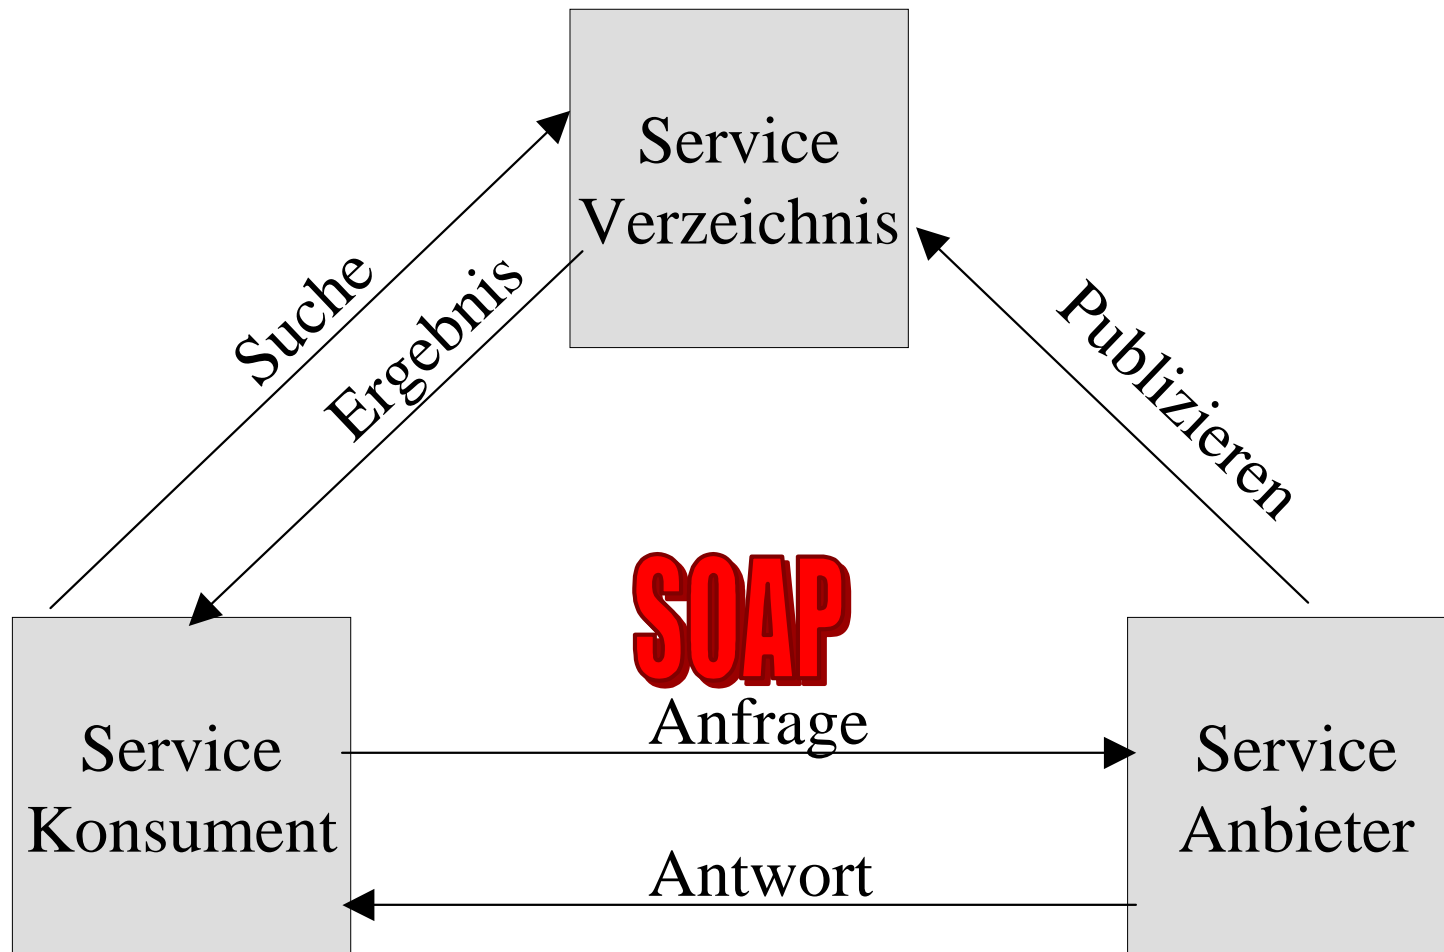 Service
Verzeichnis
Suche
Ergebnis
Publizieren
SOAP
Anfrage
Service
Konsument
Service
Anbieter
Antwort